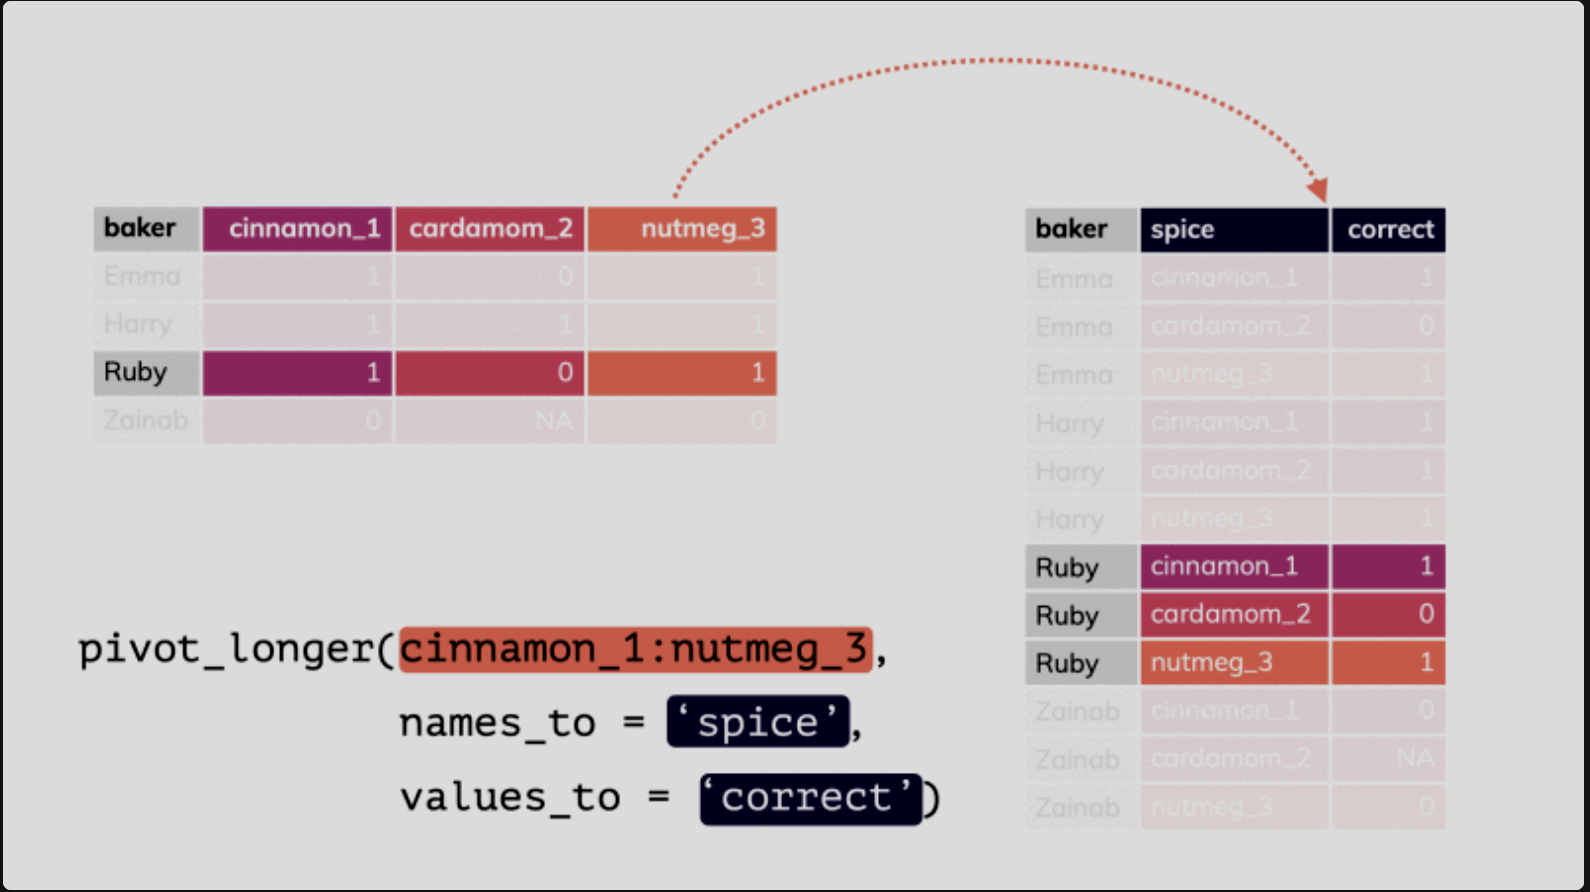 baker cinnamon_1 cardamom_2 nutmeg_3
Emma 1 0 1
Harry 1 1 1
Ruby 1 0 1
Zainab 0 NA 0
pivot_longer(cinnamon_1:nutmeg_3,
names_to = ‘spice’,
values_to = ‘correct’)
baker spice correct
Emma cinnamon_1 1
Emma cardamom_2 0
Emma nutmeg_3 1
Harry cinnamon_1 1
Harry cardamom_2 1
Harry nutmeg_3 1
Ruby cinnamon_1 1
Ruby cardamom_2 0
Ruby nutmeg_3 1
Zainab cinnamon_1 0
Zainab cardamom_2 NA
Zainab nutmeg_3 0